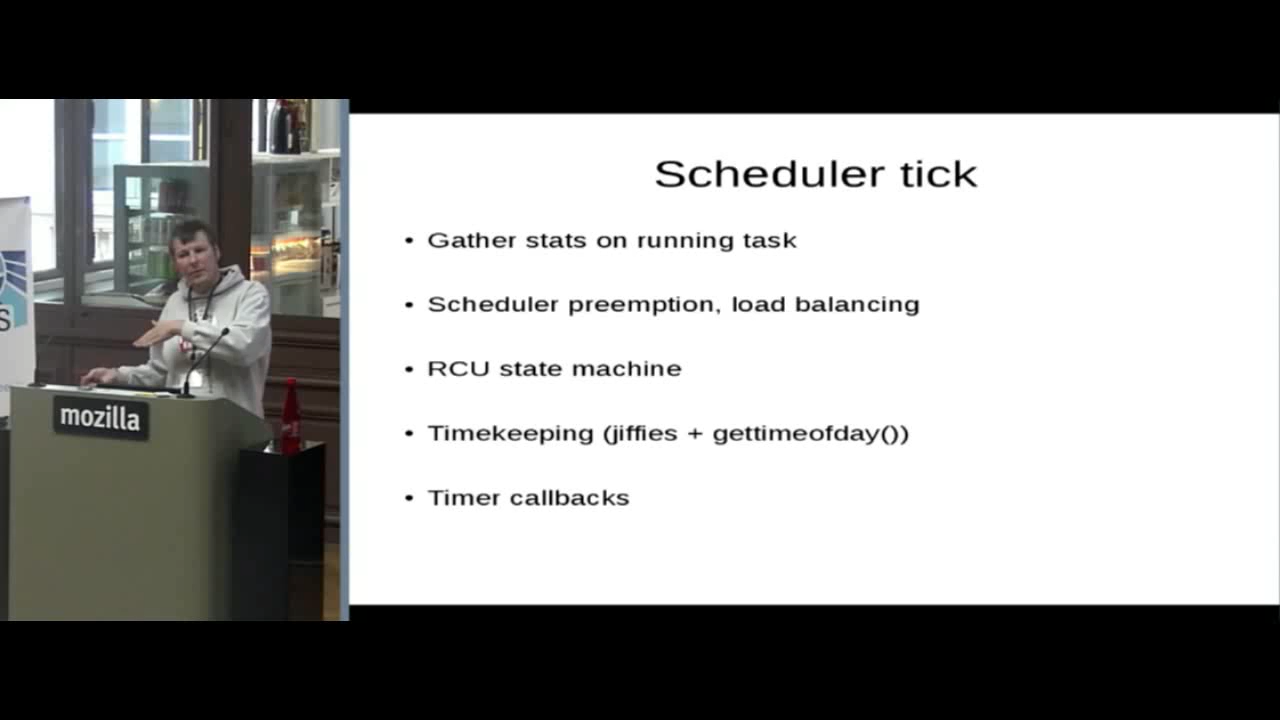 Scheduler tick
• Gather stats on running task
• Scheduler preemption, load balancing
• RCU state machine
• Timekeeping (jiffies + gettimeofday())
• Timer callbacks
mozilla